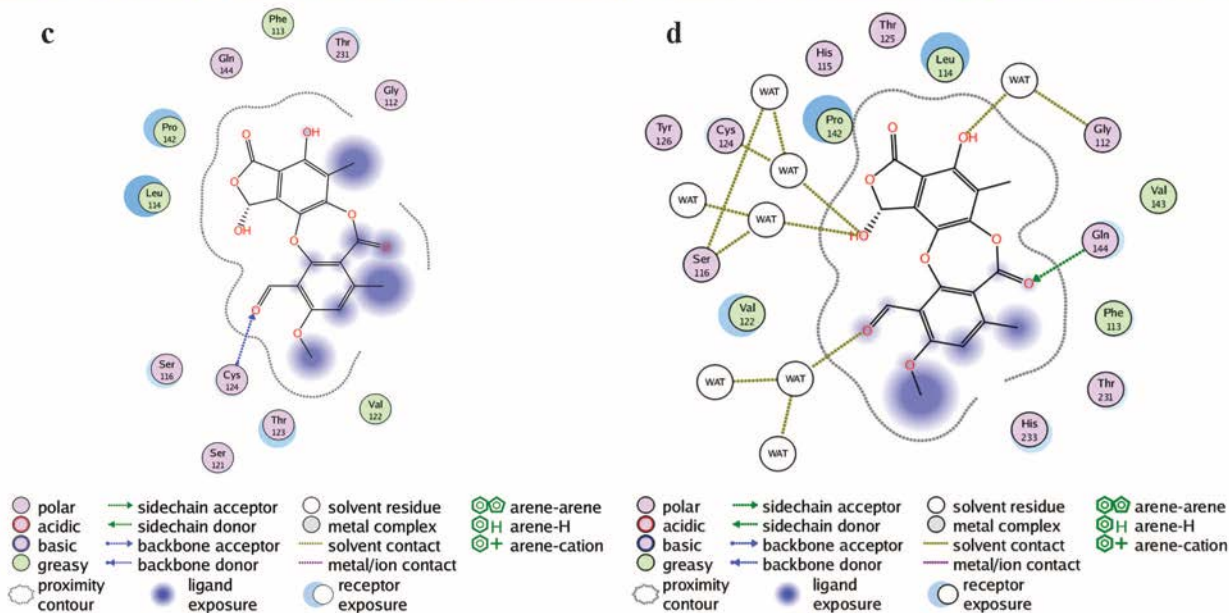 c
Phe
113
Gln
144
Thr
231
Gly
112
Pro
142
Leu
114
O
OH
O
OH
O
O
O
O
O
Ser
116
Cys
124
Val
122
Thr
123
Ser
121
polar
acidic
basic
greasy
proximity
contour
sidechain acceptor
sidechain donor
backbone acceptor
backbone donor
ligand
exposure
solvent residue
metal complex
solvent contact
metal/ion contact
receptor
exposure
arene-arene
H arene-H
+ arene-cation
d
Thr
125
His
115
Leu
114
WAT
WAT
Tyr
126
Cys
124
Pro
142
Gly
112
WAT
O
OH
O
Val
143
WAT
WAT
HO
Gln
144
Ser
116
O
O
O
Val
122
Phe
113
O
O
WAT
WAT
Thr
231
His
233
WAT
polar
acidic
basic
greasy
proximity
contour
sidechain acceptor
sidechain donor
backbone acceptor
backbone donor
ligand
exposure
solvent residue
metal complex
solvent contact
metal/ion contact
receptor
exposure
arene-arene
H arene-H
+ arene-cation